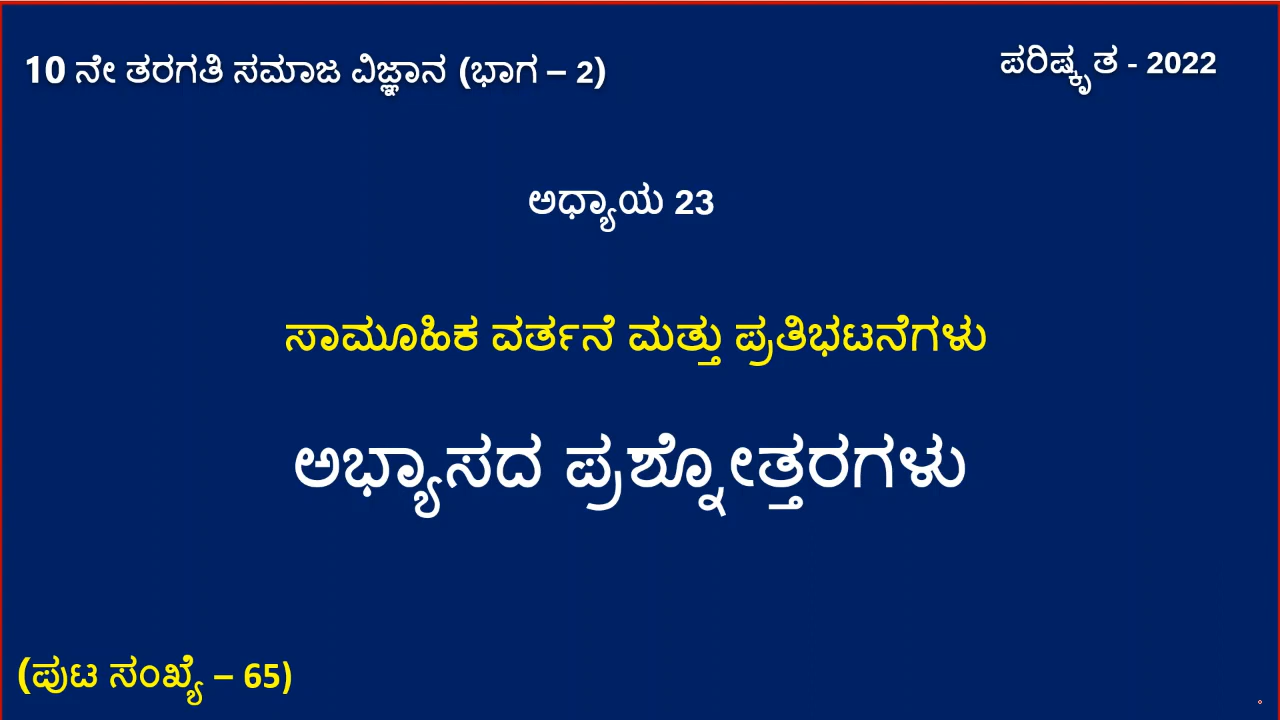 10 ನೇ ತರಗತಿ ಸಮಾಜ ವಿಜ್ಞಾನ (ಭಾಗ – 2)
ಪರಿಷ್ಕೃತ - 2022
ಅಧ್ಯಾಯ 23
ಸಾಮೂಹಿಕ ವರ್ತನೆ ಮತ್ತು ಪ್ರತಿಭಟನೆಗಳು
ಅಭ್ಯಾಸದ ಪ್ರಶ್ನೋತ್ತರಗಳು
(ಪುಟ ಸಂಖ್ಯೆ – 65)